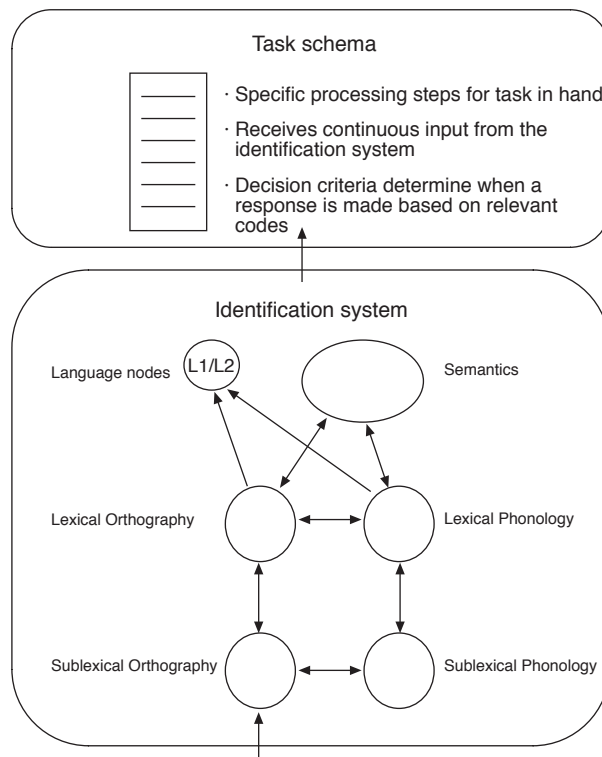 Task schema
· Specific processing steps for task in hand
· Receives continuous input from the
identification system
· Decision criteria determine when a
response is made based on relevant
codes
Identification system
Language nodes
L1/L2
Semantics
Lexical Orthography
Lexical Phonology
Sublexical Orthography
Sublexical Phonology